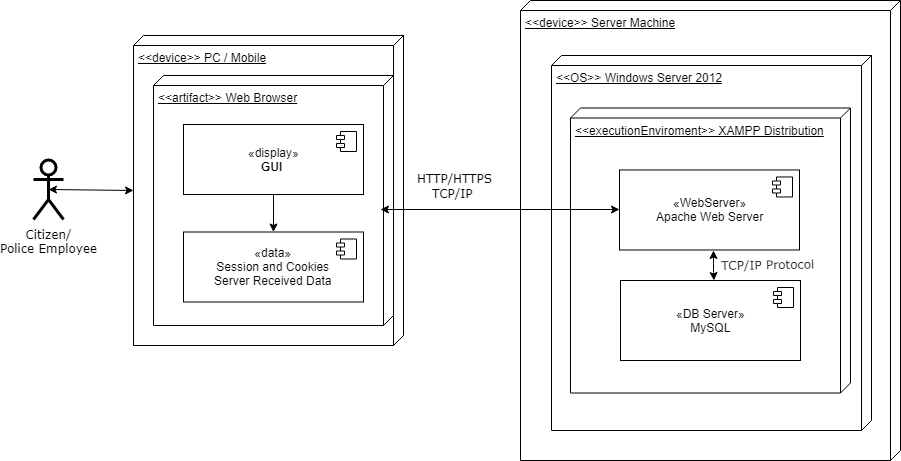 <<device>> Server Machine
<<device>> PC / Mobile
<<OS>> Windows Server 2012
<<artifact>> Web Browser
<<executionEnviroment>> XAMPP Distribution
«display»
GUI
HTTP/HTTPS
TCP/IP
«WebServer»
Apache Web Server
Citizen/
Police Employee
«data»
Session and Cookies
Server Received Data
TCP/IP Protocol
«DB Server»
MySQL